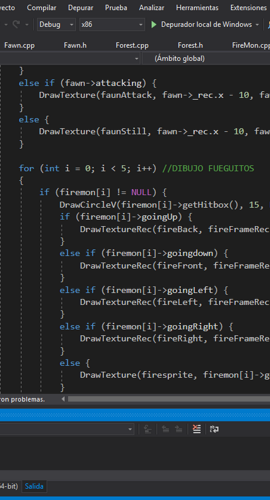 yecto Compilar Depurar Prueba Analizar Herramientas Extensiones
Debug x86 Depurador local de Windows
Fawn.cpp Fawn.h Forest.cpp Forest.h FireMon.cpp
(Ámbito global)
}
else if (fawn->attacking) {
DrawTexture(faunAttack, fawn->_rec.x - 10, faw
}
else {
DrawTexture(faunStill, fawn->_rec.x - 10, fawn
}
for (int i = 0; i < 5; i++) //DIBUJO FUEGUITOS
{
if (firemon[i] != NULL) {
DrawCircleV(firemon[i]->getHitbox(), 15,
if (firemon[i]->goingUp) {
DrawTextureRec(fireBack, fireFrameRec
}
else if (firemon[i]->goingdown) {
DrawTextureRec(fireFront, fireFrameRe
}
else if (firemon[i]->goingLeft) {
DrawTextureRec(fireLeft, fireFrameRec
}
else if (firemon[i]->goingRight) {
DrawTextureRec(fireRight, fireFrameRe
}
else {
DrawTexture(firesprite, firemon[i]->g
}
ron problemas.
4-bit) Salida